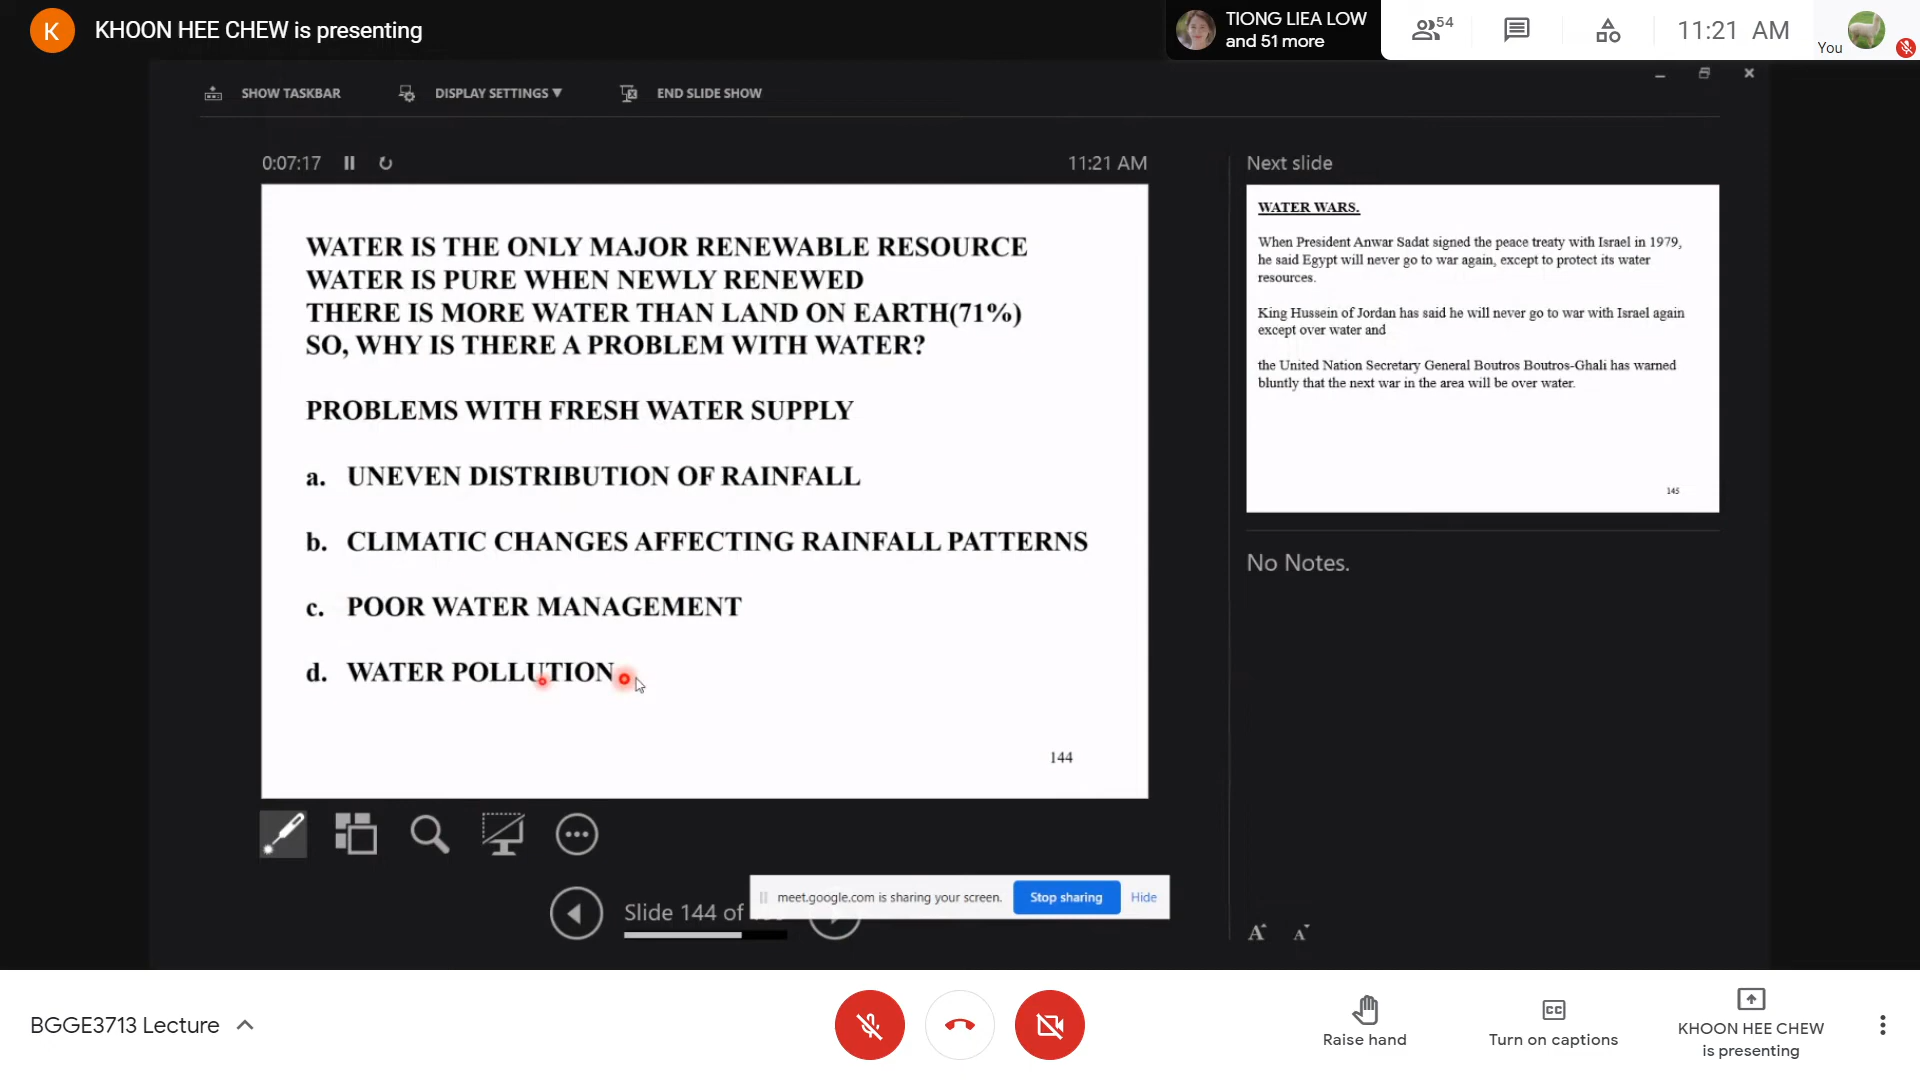 K
KHOON HEE CHEW is presenting
TIONG LIEA LOW
and 51 more
54
11:21 AM
You
SHOW TASKBAR
DISPLAY SETTINGS ▼
END SLIDE SHOW
0:07:17
11:21 AM
WATER IS THE ONLY MAJOR RENEWABLE RESOURCE
WATER IS PURE WHEN NEWLY RENEWED
THERE IS MORE WATER THAN LAND ON EARTH(71%)
SO, WHY IS THERE A PROBLEM WITH WATER?
PROBLEMS WITH FRESH WATER SUPPLY
a. UNEVEN DISTRIBUTION OF RAINFALL
b. CLIMATIC CHANGES AFFECTING RAINFALL PATTERNS
c. POOR WATER MANAGEMENT
d. WATER POLLUTION
144
Next slide
WATER WARS.
When President Anwar Sadat signed the peace treaty with Israel in 1979,
he said Egypt will never go to war again, except to protect its water
resources.
King Hussein of Jordan has said he will never go to war with Israel again
except over water and
the United Nation Secretary General Boutros Boutros-Ghali has warned
bluntly that the next war in the area will be over water.
145
No Notes.
Slide 144 of
meet.google.com is sharing your screen.
Stop sharing
Hide
A
A
BGGE3713 Lecture
Raise hand
CC
Turn on captions
KHOON HEE CHEW
is presenting